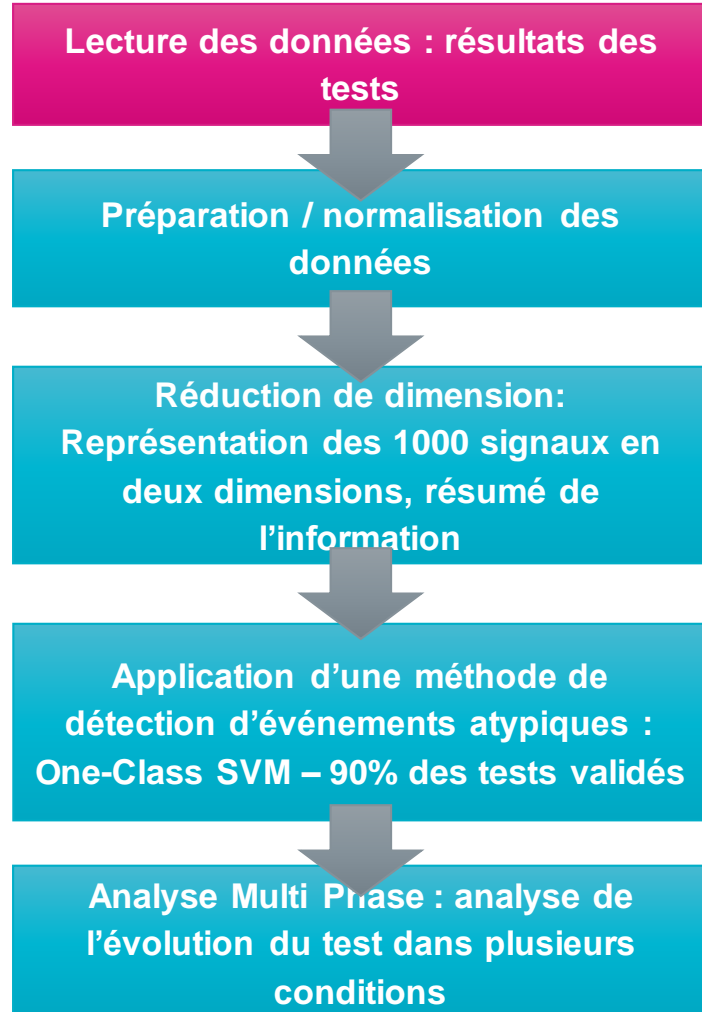 Lecture des données : résultats des
tests
Préparation / normalisation des
données
Réduction de dimension:
Représentation des 1000 signaux en
deux dimensions, résumé de
l’information
Application d’une méthode de
détection d’événements atypiques :
One-Class SVM – 90% des tests validés
Analyse Multi Phase : analyse de
l’évolution du test dans plusieurs
conditions